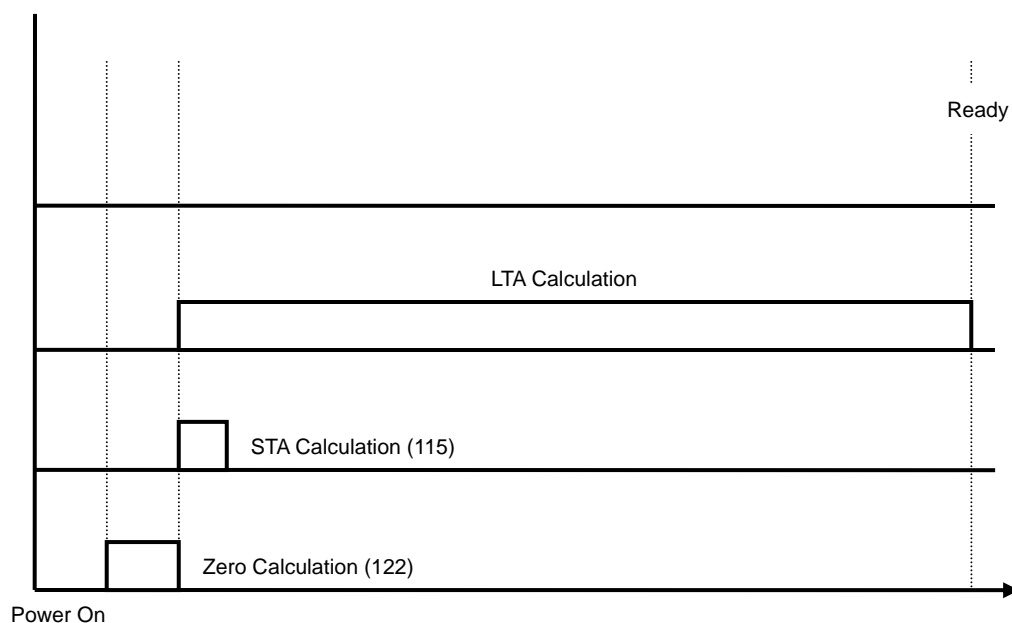 Ready
LTA Calculation
STA Calculation (115)
Zero Calculation (122)
Power On